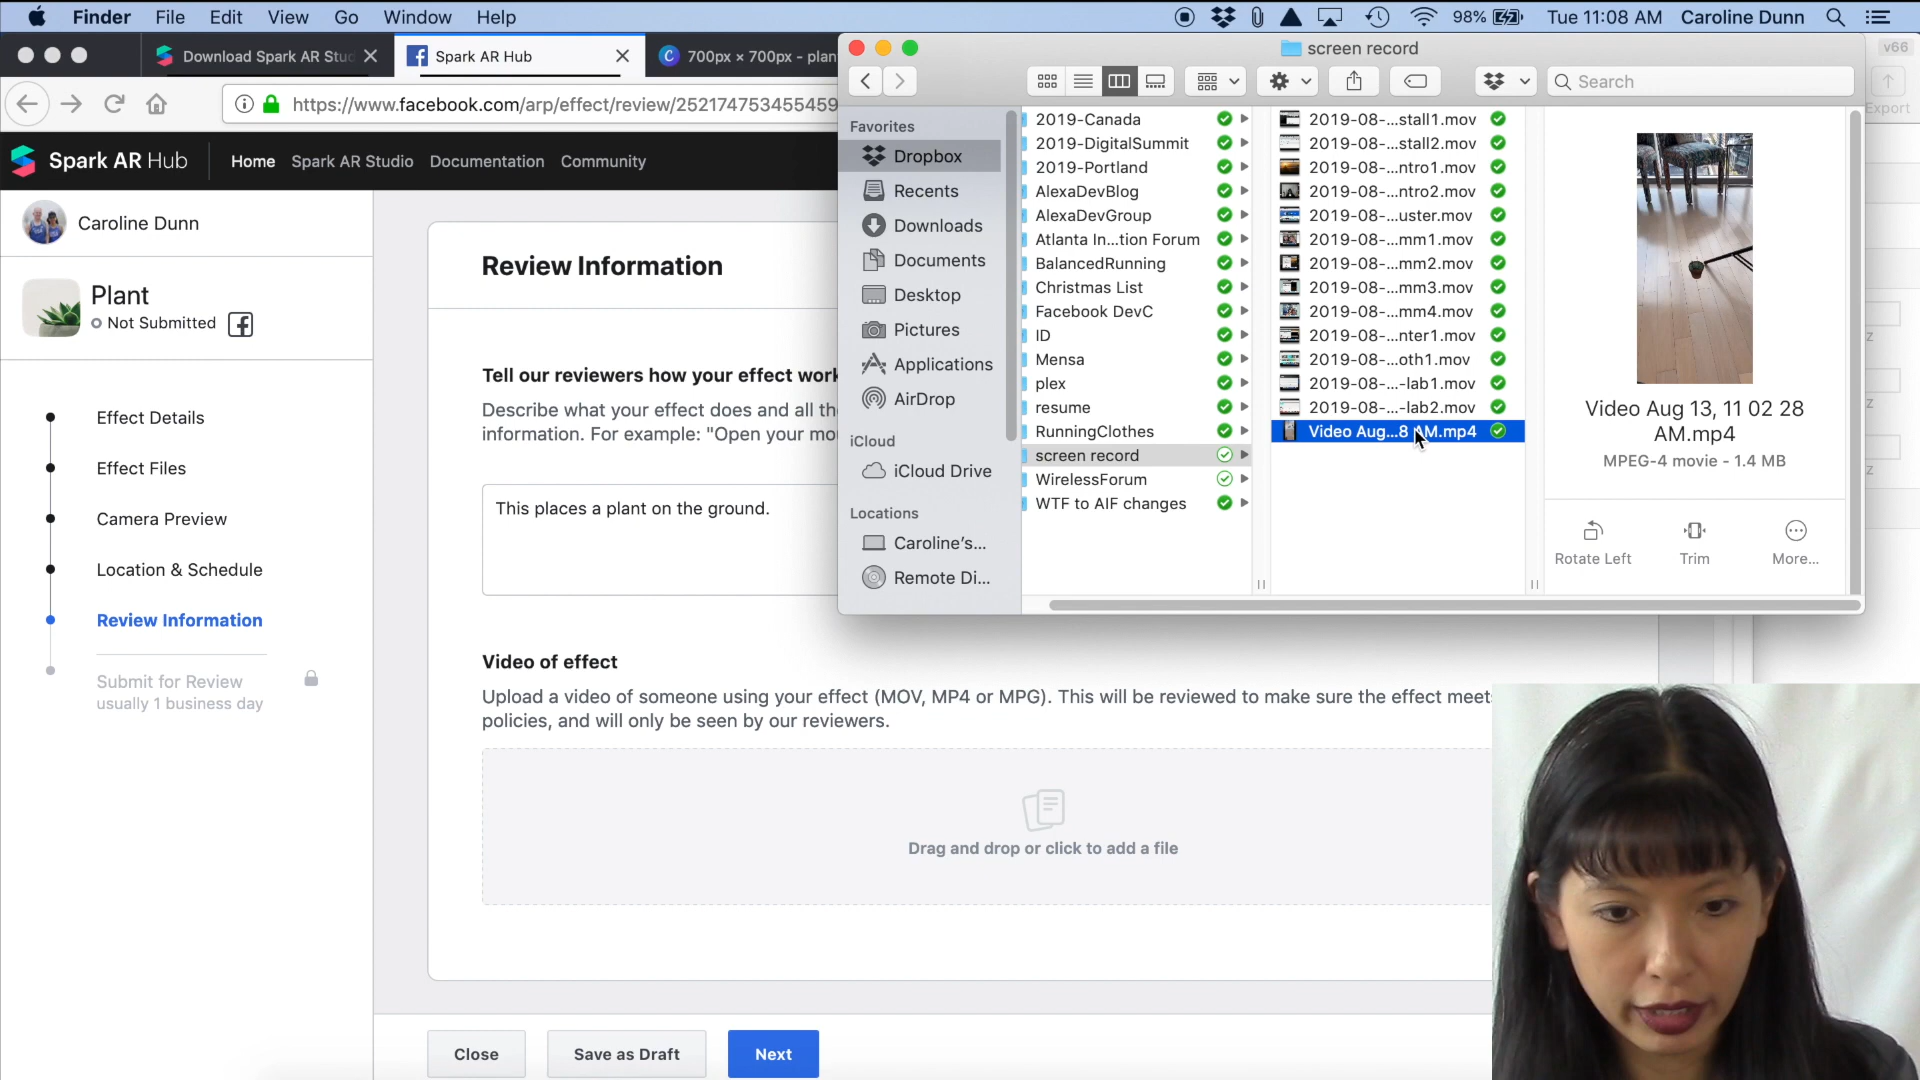 Finder File Edit View Go Window Help
98% Tue 11:08 AM Caroline Dunn
Download Spark AR Stu
Spark AR Hub
700px × 700px - plan
https://www.facebook.com/arp/effect/review/252174753455459
Spark AR Hub Home Spark AR Studio Documentation Community
Caroline Dunn
Plant
Not Submitted
Effect Details
Effect Files
Camera Preview
Location & Schedule
Review Information
Submit for Review
usually 1 business day
Review Information
Tell our reviewers how your effect work
Describe what your effect does and all th
information. For example: "Open your mo
This places a plant on the ground.
Video of effect
Upload a video of someone using your effect (MOV, MP4 or MPG). This will be reviewed to make sure the effect meets
policies, and will only be seen by our reviewers.
Drag and drop or click to add a file
Close Save as Draft Next
screen record
Search
Favorites
Dropbox
Recents
Downloads
Documents
Desktop
Pictures
Applications
AirDrop
iCloud
iCloud Drive
Locations
Caroline's...
Remote Di...
2019-Canada
2019-DigitalSummit
2019-Portland
AlexaDevBlog
AlexaDevGroup
Atlanta In...tion Forum
BalancedRunning
Christmas List
Facebook DevC
ID
Mensa
plex
resume
RunningClothes
screen record
WirelessForum
WTF to AIF changes
2019-08-...stall1.mov
2019-08-...stall2.mov
2019-08-...ntro1.mov
2019-08-...ntro2.mov
2019-08-...uster.mov
2019-08-...mm1.mov
2019-08-...mm2.mov
2019-08-...mm3.mov
2019-08-...mm4.mov
2019-08-...nter1.mov
2019-08-...oth1.mov
2019-08-...-lab1.mov
2019-08-...-lab2.mov
Video Aug...8 AM.mp4
Video Aug 13, 11 02 28
AM.mp4
MPEG-4 movie - 1.4 MB
Rotate Left Trim More...
v66
Export
z
z
z